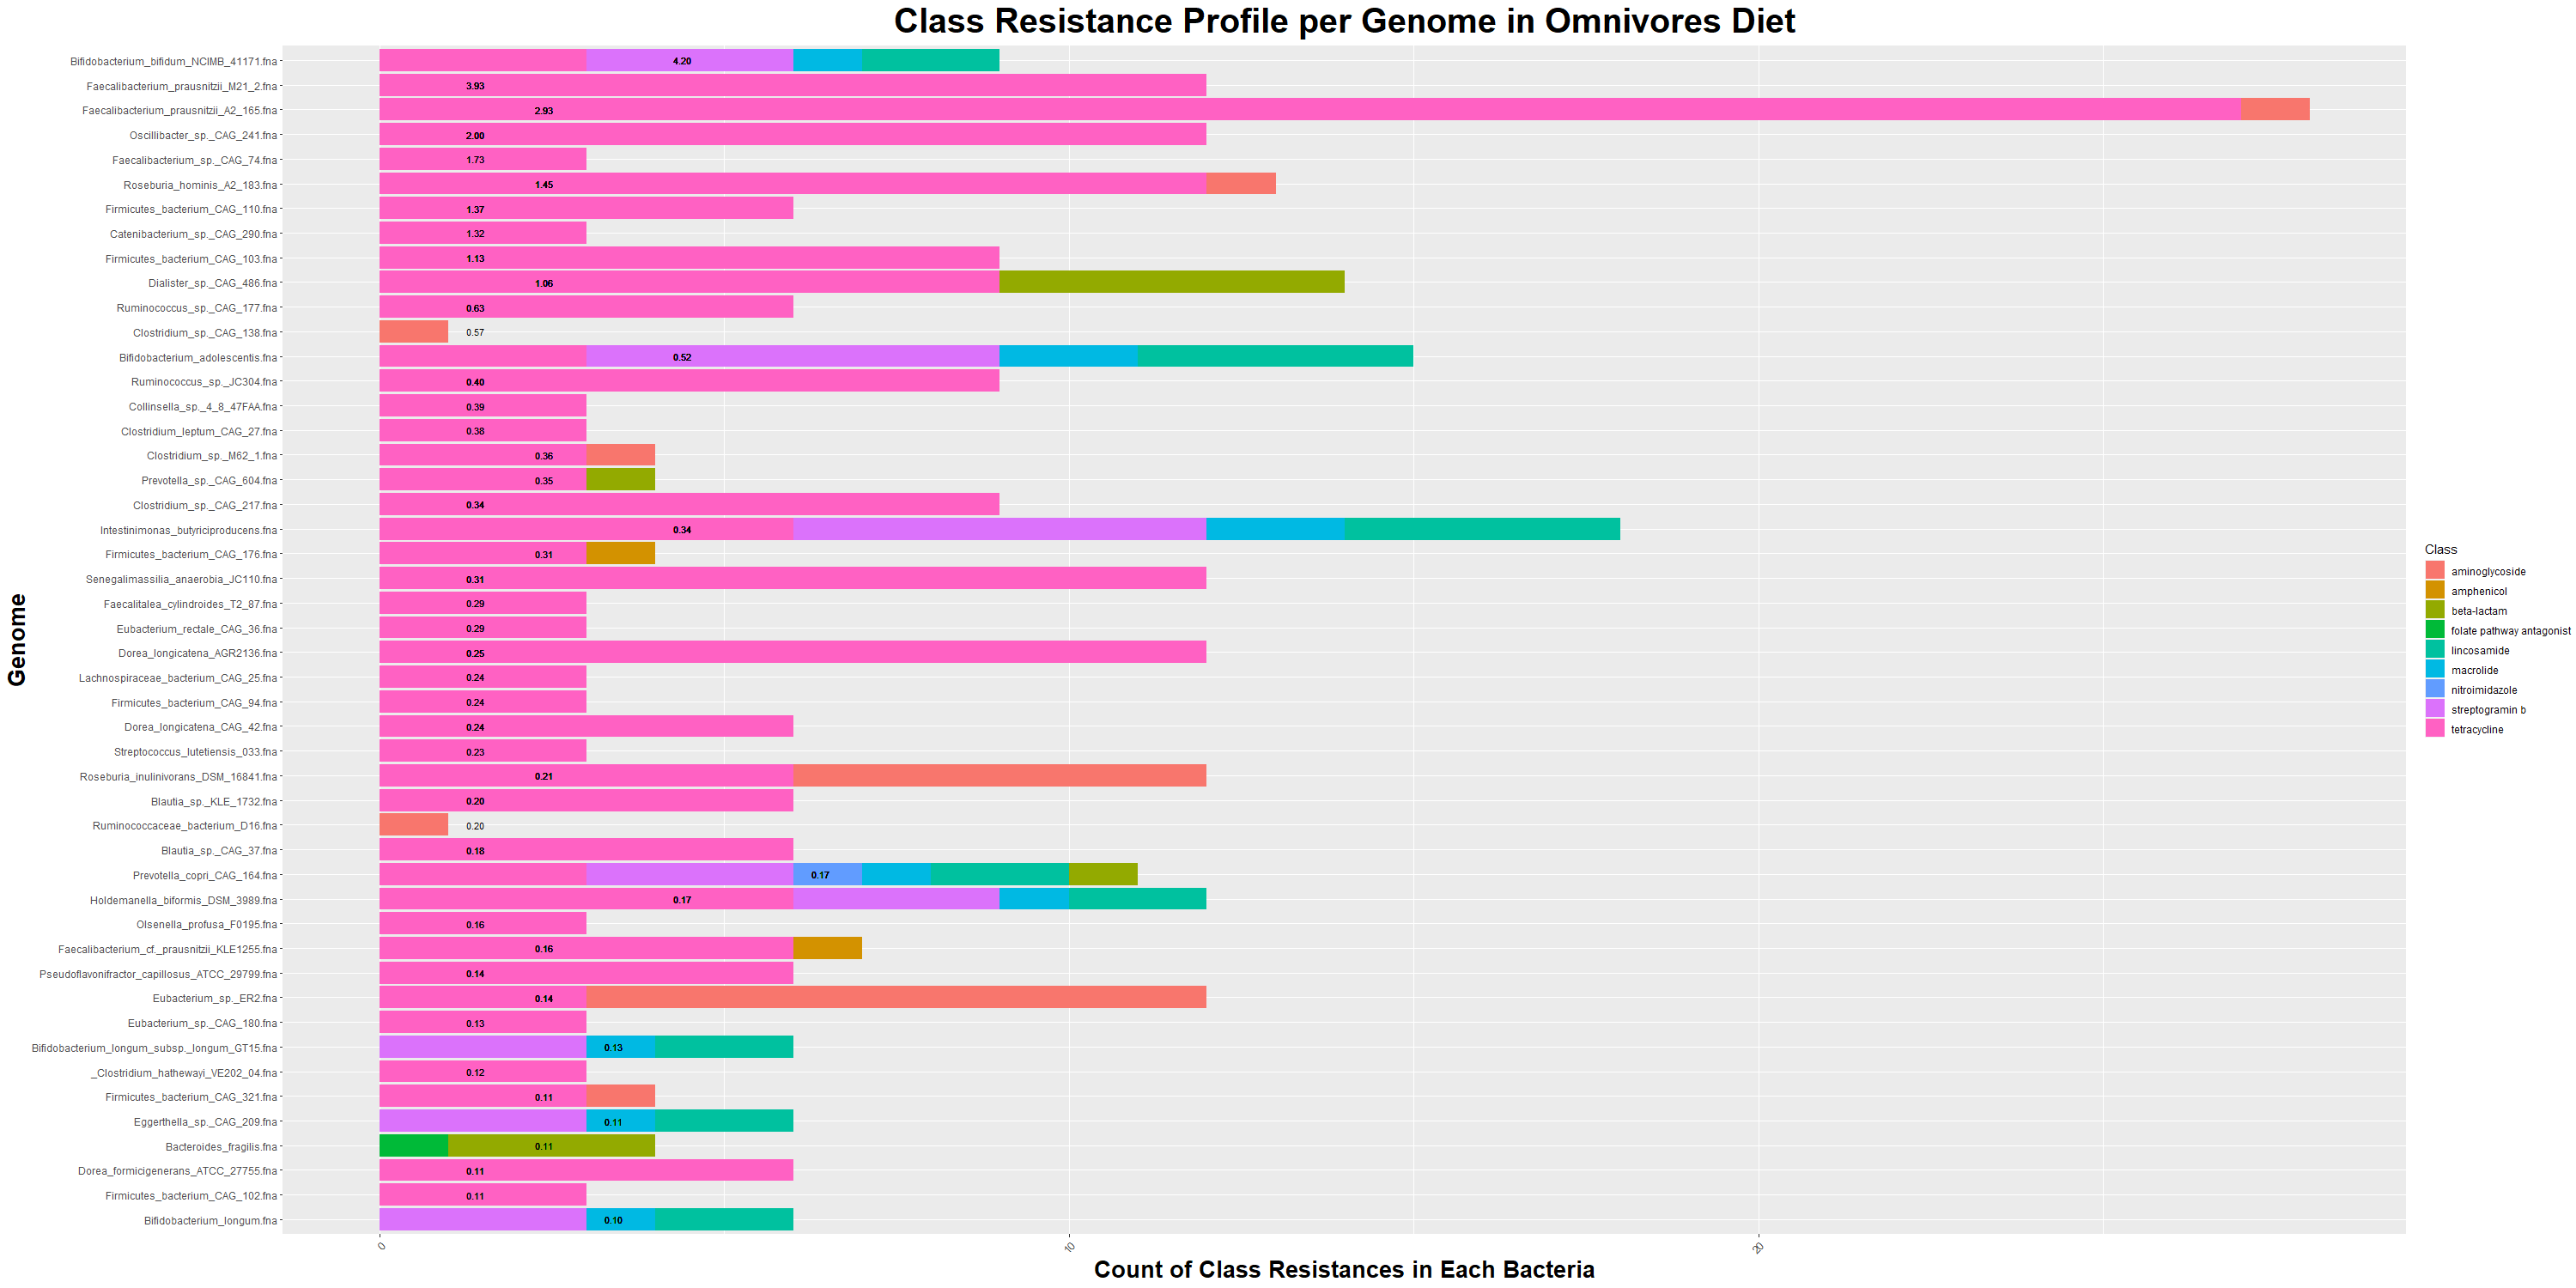 Class Resistance Profile per Genome in Omnivores Diet
Genome
Bifidobacterium_bifidum_NCIMB_41171.fna 4.20
Faecalibacterium_prausnitzii_M21_2.fna 3.93
Faecalibacterium_prausnitzii_A2_165.fna 2.93
Oscillibacter_sp._CAG_241.fna 2.00
Faecalibacterium_sp._CAG_74.fna 1.73
Roseburia_hominis_A2_183.fna 1.45
Firmicutes_bacterium_CAG_110.fna 1.37
Catenibacterium_sp._CAG_290.fna 1.32
Firmicutes_bacterium_CAG_103.fna 1.13
Dialister_sp._CAG_486.fna 1.06
Ruminococcus_sp._CAG_177.fna 0.63
Clostridium_sp._CAG_138.fna 0.57
Bifidobacterium_adolescentis.fna 0.52
Ruminococcus_sp._JC304.fna 0.40
Collinsella_sp._4_8_47FAA.fna 0.39
Clostridium_leptum_CAG_27.fna 0.38
Clostridium_sp._M62_1.fna 0.36
Prevotella_sp._CAG_604.fna 0.35
Clostridium_sp._CAG_217.fna 0.34
Intestinimonas_butyriciproducens.fna 0.34
Firmicutes_bacterium_CAG_176.fna 0.31
Senegalimassilia_anaerobia_JC110.fna 0.31
Faecalitalea_cylindroides_T2_87.fna 0.29
Eubacterium_rectale_CAG_36.fna 0.29
Dorea_longicatena_AGR2136.fna 0.25
Lachnospiraceae_bacterium_CAG_25.fna 0.24
Firmicutes_bacterium_CAG_94.fna 0.24
Dorea_longicatena_CAG_42.fna 0.24
Streptococcus_lutetiensis_033.fna 0.23
Roseburia_inulinivorans_DSM_16841.fna 0.21
Blautia_sp._KLE_1732.fna 0.20
Ruminococcaceae_bacterium_D16.fna 0.20
Blautia_sp._CAG_37.fna 0.18
Prevotella_copri_CAG_164.fna 0.17
Holdemanella_biformis_DSM_3989.fna 0.17
Olsenella_profusa_F0195.fna 0.16
Faecalibacterium_cf._prausnitzii_KLE1255.fna 0.16
Pseudoflavonifractor_capillosus_ATCC_29799.fna 0.14
Eubacterium_sp._ER2.fna 0.14
Eubacterium_sp._CAG_180.fna 0.13
Bifidobacterium_longum_subsp._longum_GT15.fna 0.13
_Clostridium_hathewayi_VE202_04.fna 0.12
Firmicutes_bacterium_CAG_321.fna 0.11
Eggerthella_sp._CAG_209.fna 0.11
Bacteroides_fragilis.fna 0.11
Dorea_formicigenerans_ATCC_27755.fna 0.11
Firmicutes_bacterium_CAG_102.fna 0.11
Bifidobacterium_longum.fna 0.10
0 10 20
Count of Class Resistances in Each Bacteria
Class
aminoglycoside
amphenicol
beta-lactam
folate pathway antagonist
lincosamide
macrolide
nitroimidazole
streptogramin b
tetracycline